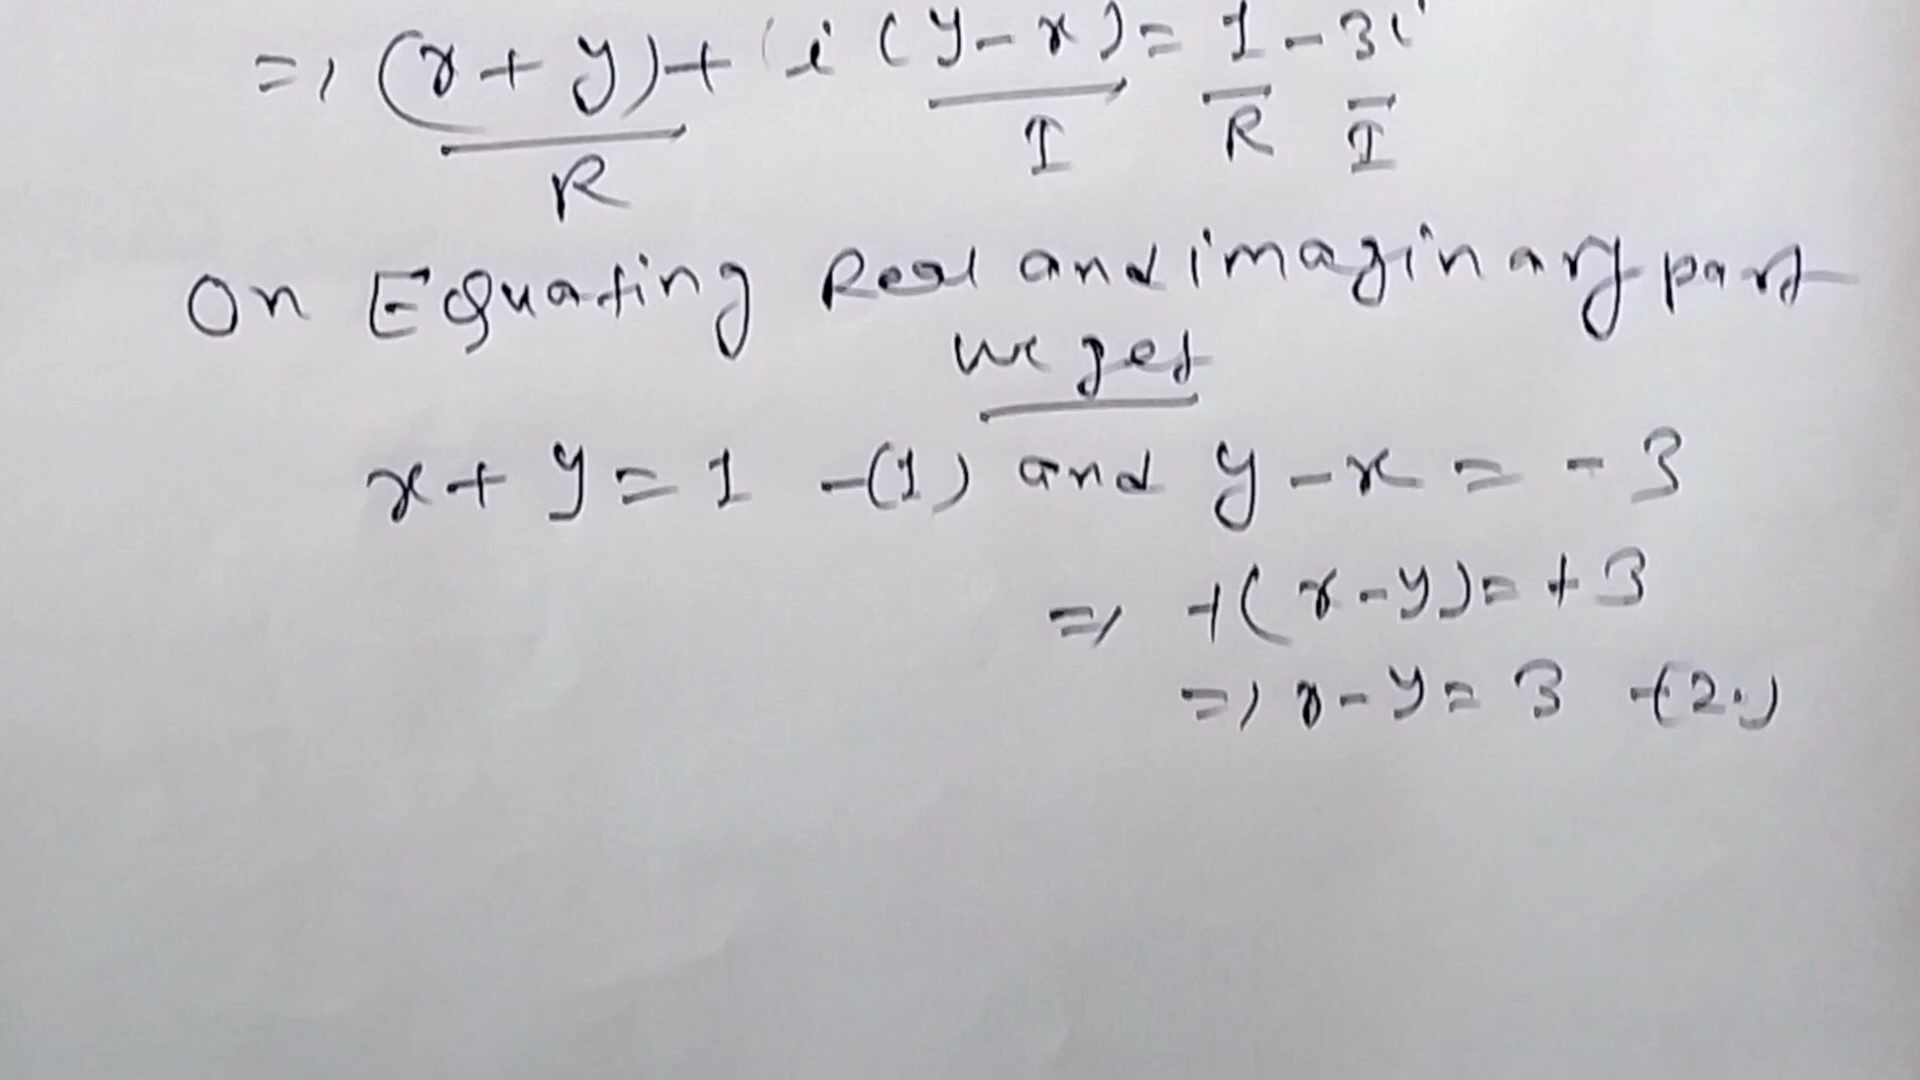 => (x + y) + i (y - x) = 1 - 3i
R I R I
On Equating Real and imaginary part
we get
x + y = 1 -(1) and y - x = - 3
=> +(x - y) = + 3
=> x - y = 3 -(2.)